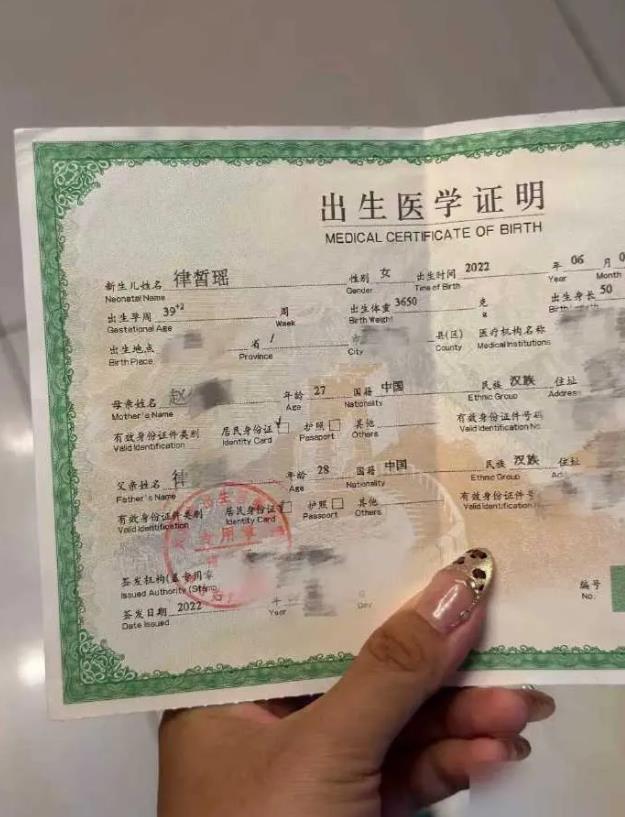 出生医学证明
MEDICAL CERTIFICATE OF BIRTH
新生儿姓名 律皙瑶 性别 女 出生时间 2022 年 06 月
Neonatal Name Gender Time of Birth Year Month
出生孕周 39+2 周 出生体重 3650 克 出生身长 50
Gestational Age Week Birth Weight g Birth Length
出生地点 省 / 市 县(区) 医疗机构名称
Birth Place Province City County Medical Institutions
母亲姓名 赵 年龄 27 国籍 中国 民族 汉族 住址
Mother's Name Age Nationality Ethnic Group Address
有效身份证件类别 居民身份证 护照 其他 有效身份证件号码
Valid Identification Identity Card Passport Others Valid Identification No.
父亲姓名 年龄 28 国籍 中国 民族 汉族 住址
Father's Name Age Nationality Ethnic Group
有效身份证件类别 居民身份证 护照 其他 有效身份证件号
Valid Identification Identity Card Passport Others Valid Identification
专用章
签发机构(盖专用章
Issued Authority (Stamp)
签发日期 2022 年
Date Issued Year Day
编号
No.